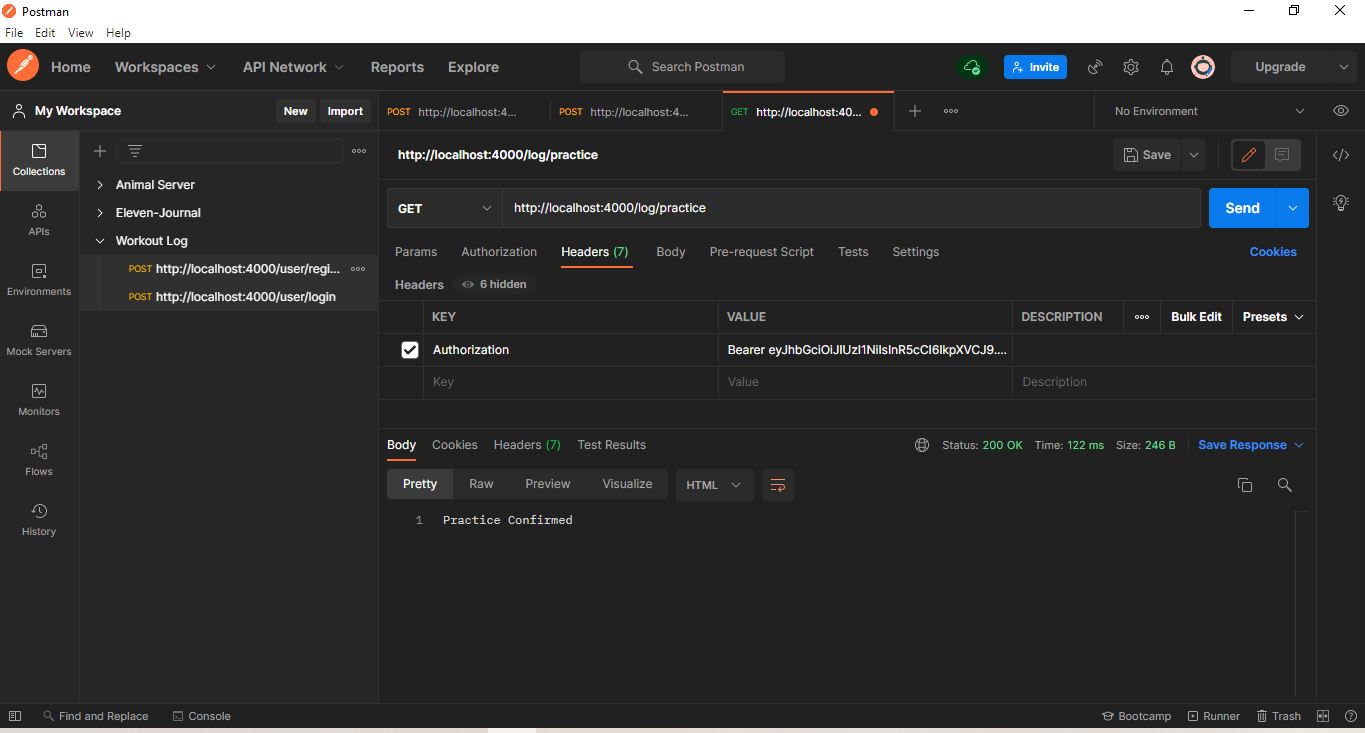 Postman
File Edit View Help
Home Workspaces API Network Reports Explore Search Postman Invite Upgrade
My Workspace New Import
POST http://localhost:4... POST http://localhost:4... GET http://localhost:40... No Environment
Collections
APIs
Environments
Mock Servers
Monitors
Flows
History
Animal Server
Eleven-Journal
Workout Log
POST http://localhost:4000/user/regi...
POST http://localhost:4000/user/login
http://localhost:4000/log/practice Save
GET http://localhost:4000/log/practice Send
Params Authorization Headers (7) Body Pre-request Script Tests Settings Cookies
Headers 6 hidden
KEY VALUE DESCRIPTION Bulk Edit Presets
Authorization Bearer eyJhbGciOiJIUzI1NiIsInR5cCI6IkpXVCJ9....
Key Value Description
Body Cookies Headers (7) Test Results Status: 200 OK Time: 122 ms Size: 246 B Save Response
Pretty Raw Preview Visualize HTML
1 Practice Confirmed
Find and Replace Console Bootcamp Runner Trash